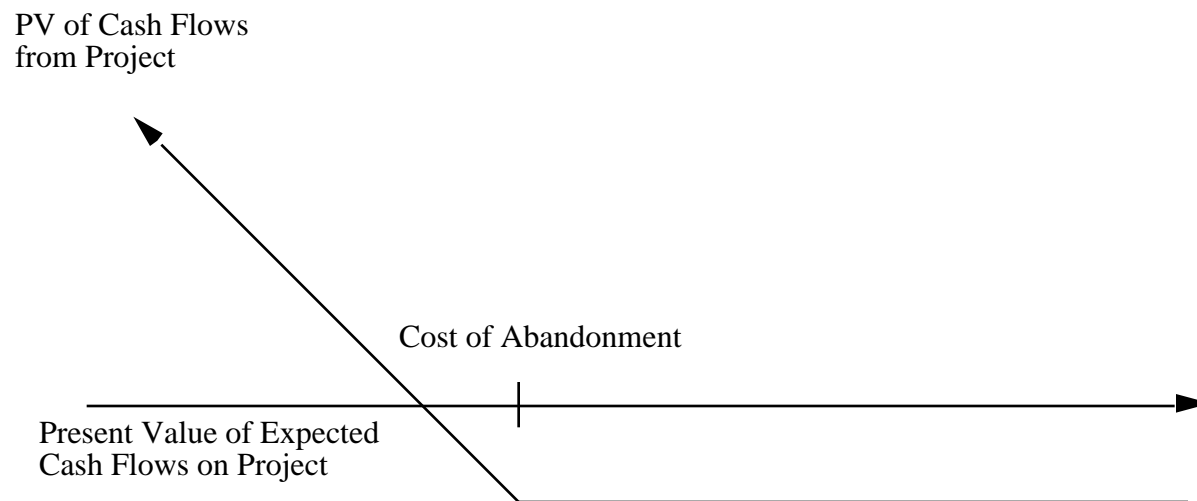 PV of Cash Flows
from Project
Cost of Abandonment
Present Value of Expected
Cash Flows on Project